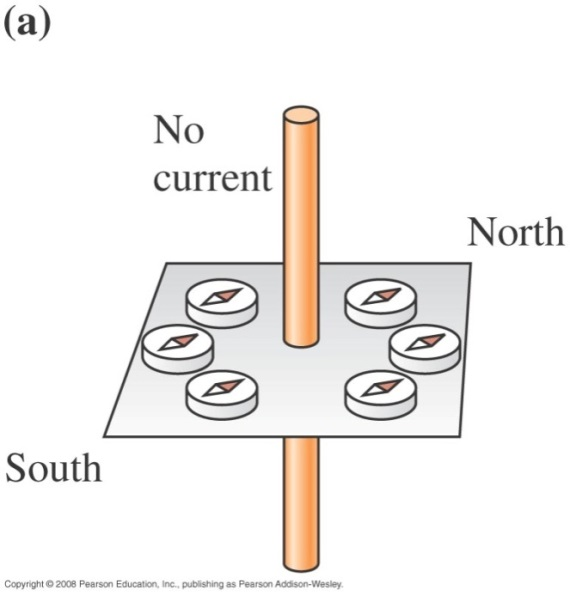 (a)
No
current
North
South
Copyright © 2008 Pearson Education, Inc., publishing as Pearson Addison-Wesley.